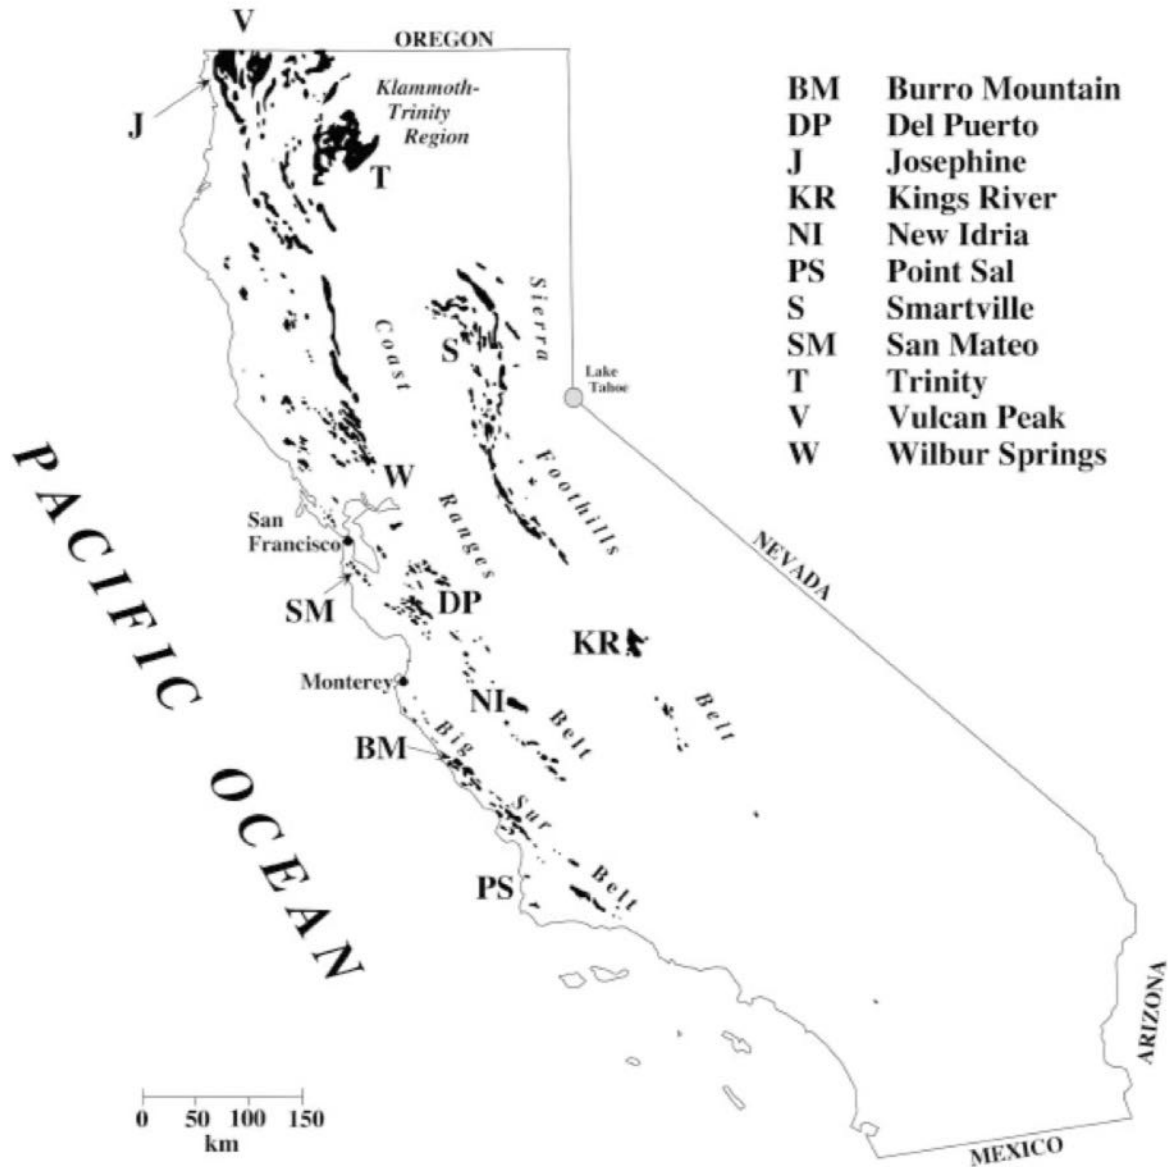 V
OREGON
Klammoth-
Trinity
Region
J
T
BM Burro Mountain
DP Del Puerto
J Josephine
KR Kings River
NI New Idria
PS Point Sal
S Smartville
SM San Mateo
T Trinity
V Vulcan Peak
W Wilbur Springs
Sierra
Coast
S
Lake
Tahoe
W
Foothills
Ranges
San
Francisco
NEVADA
PACIFIC OCEAN
SM
DP
KR
Monterey
NI
Belt
Belt
BM
Big
Sur
Belt
PS
ARIZONA
0 50 100 150
km
MEXICO